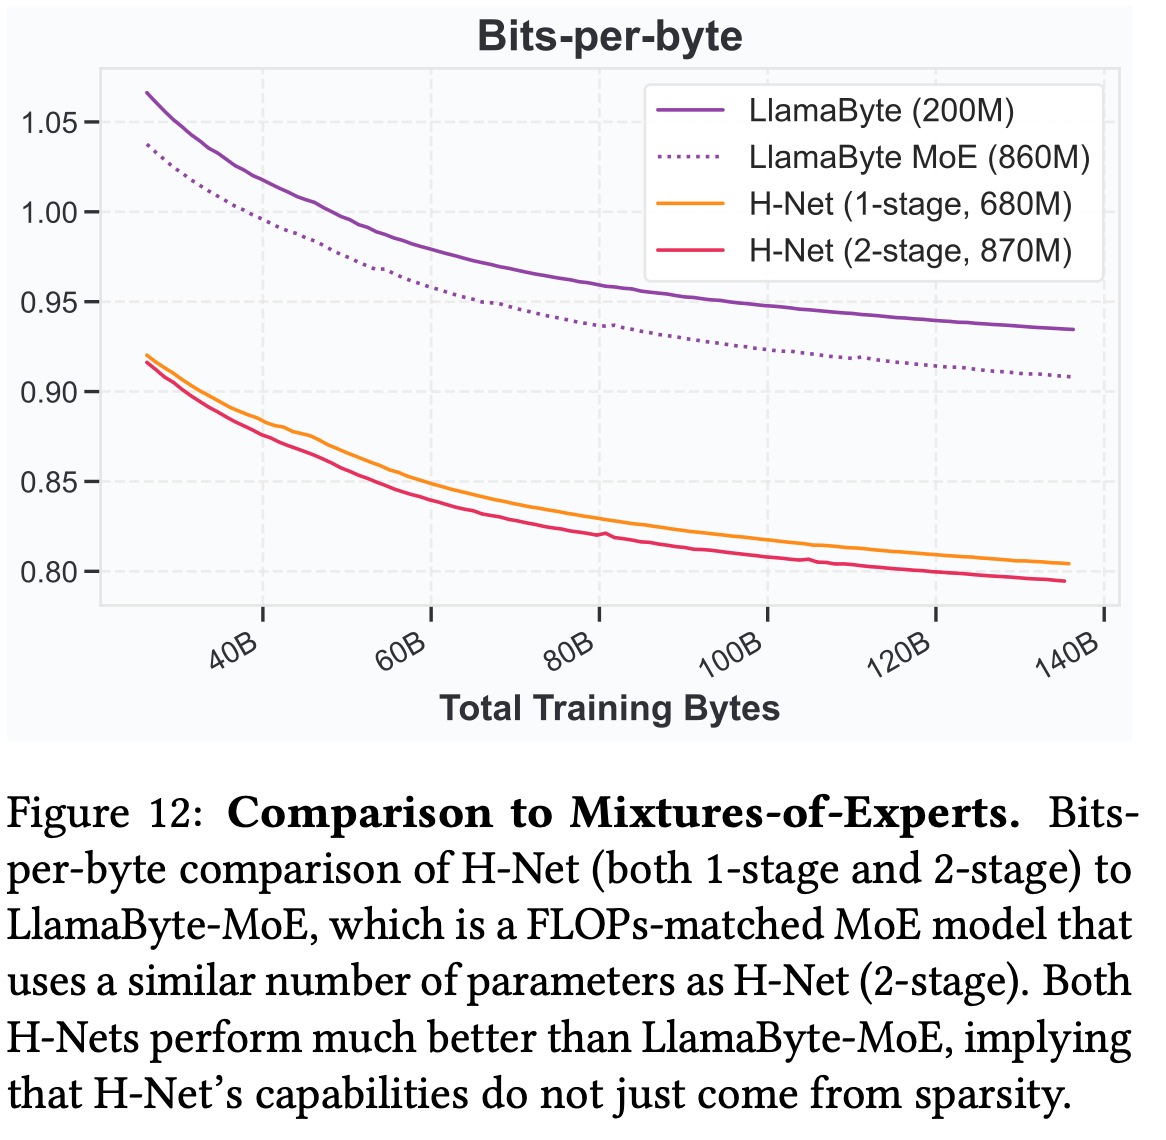 Bits-per-byte
LlamaByte (200M)
LlamaByte MoE (860M)
H-Net (1-stage, 680M)
H-Net (2-stage, 870M)
1.05
1.00
0.95
0.90
0.85
0.80
40B
60B
80B
100B
120B
140B
Total Training Bytes
Figure 12: Comparison to Mixtures-of-Experts. Bits-
per-byte comparison of H-Net (both 1-stage and 2-stage) to
LlamaByte-MoE, which is a FLOPs-matched MoE model that
uses a similar number of parameters as H-Net (2-stage). Both
H-Nets perform much better than LlamaByte-MoE, implying
that H-Net’s capabilities do not just come from sparsity.